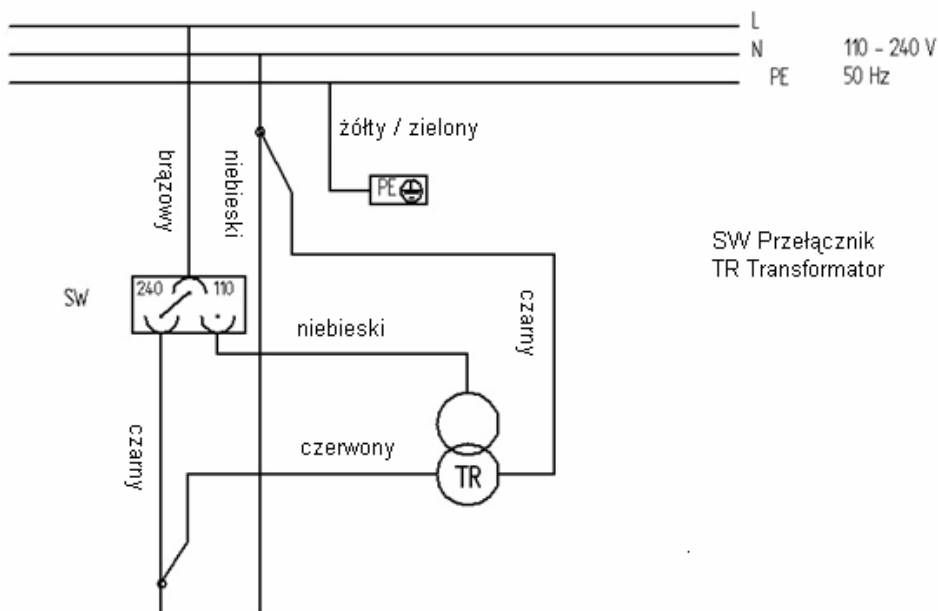 L
N
110 - 240 V
PE
50 Hz
żółty / zielony
brązowy
niebieski
PE
SW Przełącznik
TR Transformator
SW
240
110
niebieski
czarny
czarny
czerwony
TR